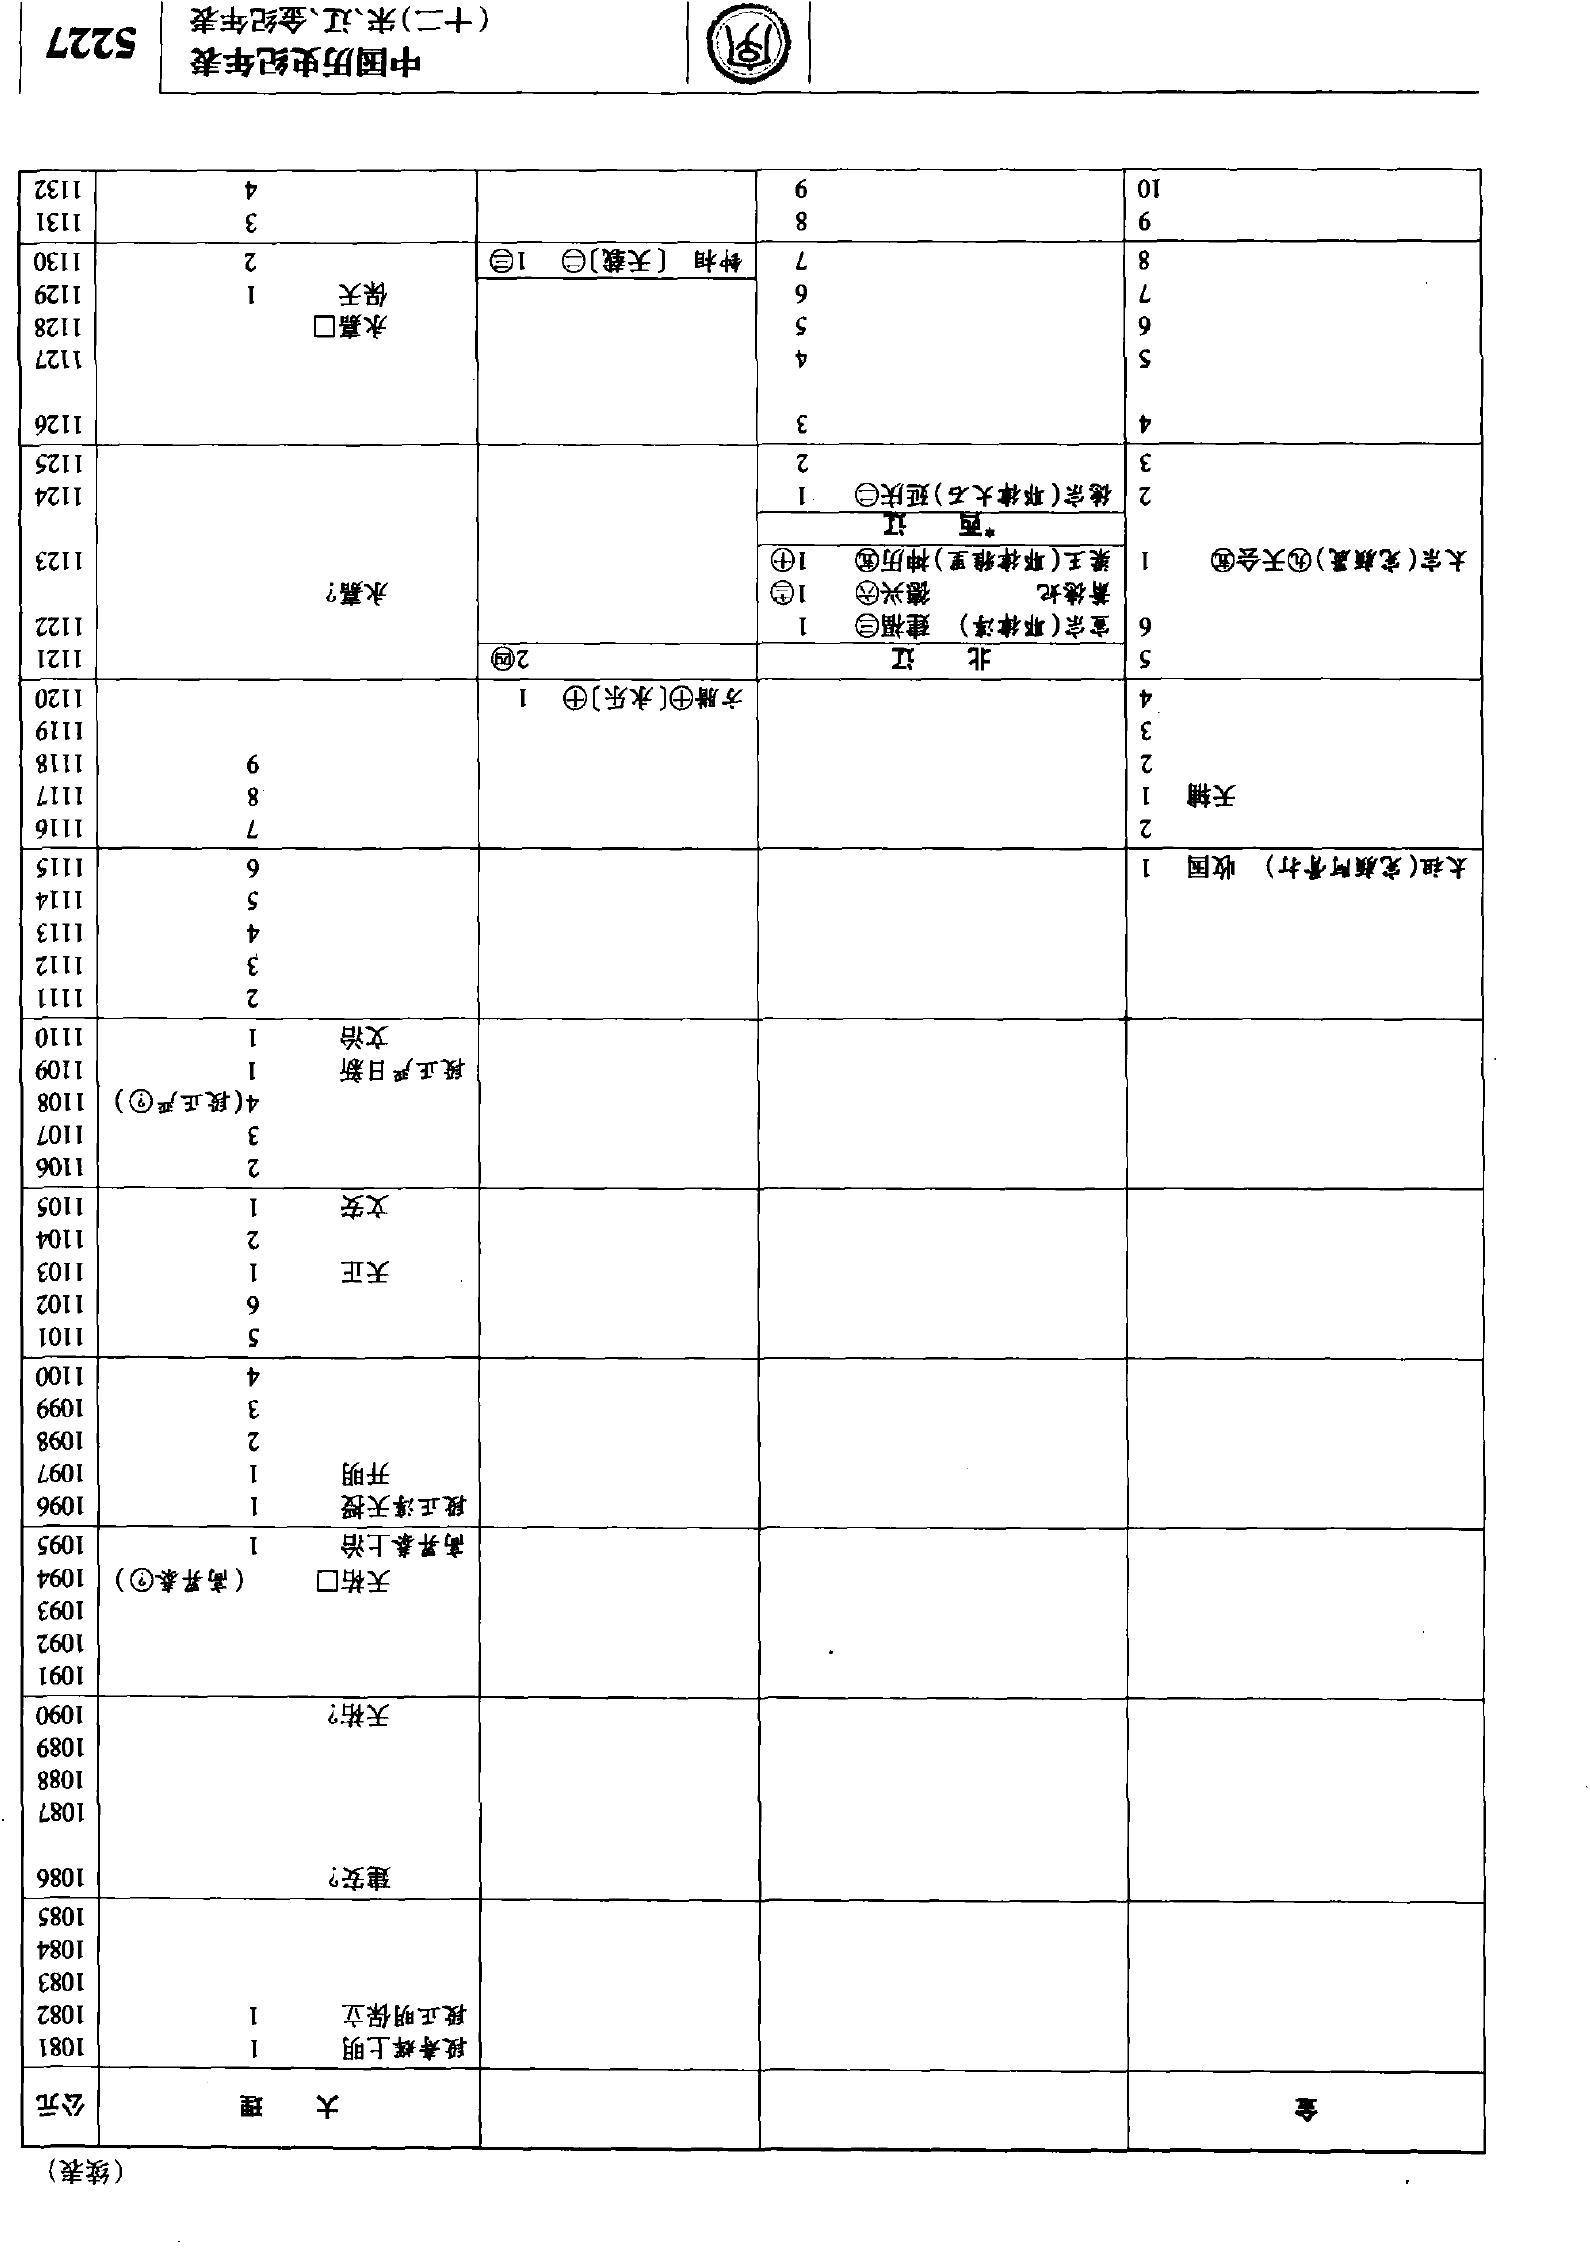 (续表)
金 大 理 公元
段寿辉上明 1 1081
段正明保立 1 1082
1083
1084
1085
建安? 1086
1087
1088
1089
天祐? 1090
1091
1092
1093
天祐□ (高昇泰?) 1094
高昇泰上治 1 1095
段正淳天授 1 1096
开明 1 1097
2 1098
3 1099
4 1100
5 1101
6 1102
天正 1 1103
2 1104
文安 1 1105
2 1106
3 1107
4(段正严?) 1108
段正严日新 1 1109
文治 1 1110
2 1111
3 1112
4 1113
5 1114
太祖(完颜阿骨打) 收国 1 6 1115
2 7 1116
天辅 1 8 1117
2 9 1118
3 1119
4 方腊㊉〔永乐〕㊉ 1 1120
5 北 辽 2㊃ 1121
6 宣宗(耶律淳) 建福㊂ 1 1122
萧德妃 德兴㊅ 1(十二) 永嘉?
太宗(完颜晟)㊈天会㊄ 1 梁王(耶律雅里)神历㊄ 1㊉ 1123
*西 辽
2 德宗(耶律大石)延庆㊁ 1 1124
3 2 1125
4 3 1126
5 4 1127
6 5 永嘉□ 1128
7 6 保天 1 1129
8 7 钟相 〔天载〕㊁ 1㊂ 2 1130
9 8 3 1131
10 9 4 1132
中国历史纪年表
(十二)宋、辽、金纪年表
5227